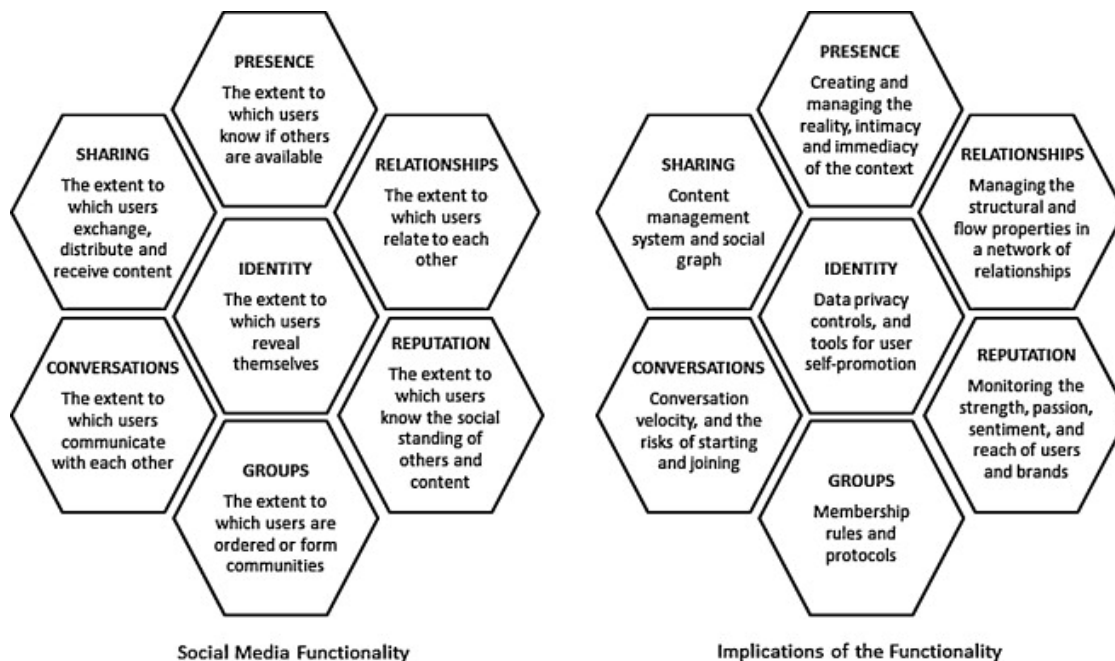 PRESENCE
The extent to
which users
know if others
are available
SHARING
The extent to
which users
exchange,
distribute and
receive content
RELATIONSHIPS
The extent to
which users
relate to each
other
IDENTITY
The extent to
which users
reveal
themselves
CONVERSATIONS
The extent to
which users
communicate
with each other
REPUTATION
The extent to
which users
know the social
standing of
others and
content
GROUPS
The extent to
which users are
ordered or form
communities
Social Media Functionality
PRESENCE
Creating and
managing the
reality, intimacy
and immediacy
of the context
SHARING
Content
management
system and social
graph
RELATIONSHIPS
Managing the
structural and
flow properties in
a network of
relationships
IDENTITY
Data privacy
controls, and
tools for user
self-promotion
CONVERSATIONS
Conversation
velocity, and the
risks of starting
and joining
REPUTATION
Monitoring the
strength, passion,
sentiment, and
reach of users
and brands
GROUPS
Membership
rules and
protocols
Implications of the Functionality